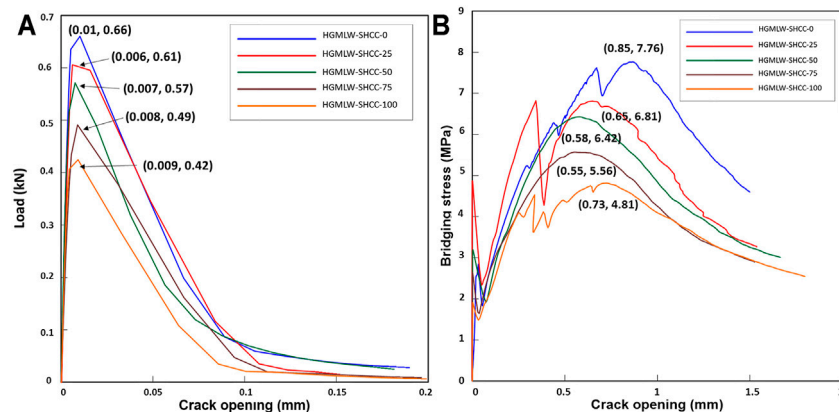 A
(0.01, 0.66)
(0.006, 0.61)
(0.007, 0.57)
(0.008, 0.49)
(0.009, 0.42)
HGMLW-SHCC-0
HGMLW-SHCC-25
HGMLW-SHCC-50
HGMLW-SHCC-75
HGMLW-SHCC-100
Load (kN)
0.7
0.6
0.5
0.4
0.3
0.2
0.1
0
0 0.05 0.1 0.15 0.2
Crack opening (mm)
B
HGMLW-SHCC-0
HGMLW-SHCC-25
HGMLW-SHCC-50
HGMLW-SHCC-75
HGMLW-SHCC-100
(0.85, 7.76)
(0.65, 6.81)
(0.58, 6.42)
(0.55, 5.56)
(0.73, 4.81)
Bridging stress (MPa)
9
8
7
6
5
4
3
2
1
0
0 0.5 1 1.5
Crack opening (mm)